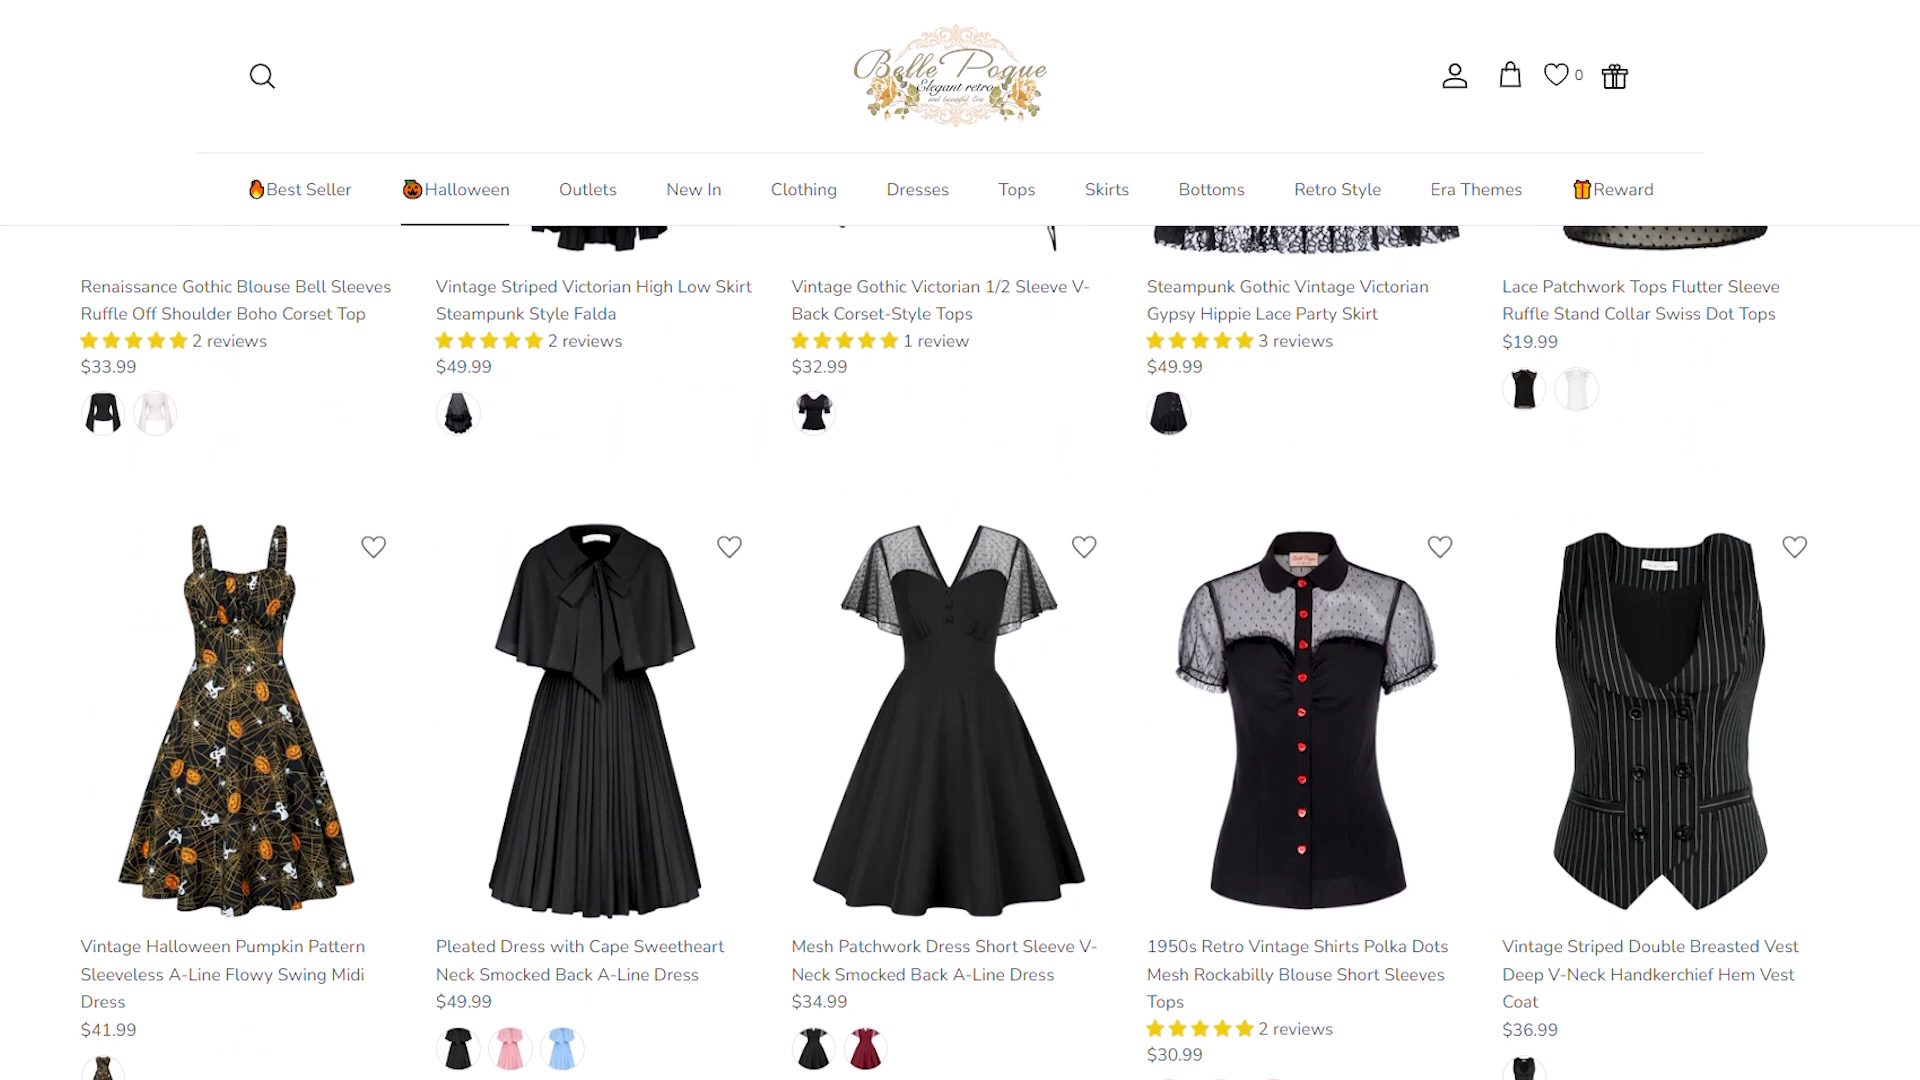 Belle Poque
Elegant retro
and beautiful Era
0
Best Seller
Halloween
Outlets
New In
Clothing
Dresses
Tops
Skirts
Bottoms
Retro Style
Era Themes
Reward
Renaissance Gothic Blouse Bell Sleeves
Ruffle Off Shoulder Boho Corset Top
2 reviews
$33.99
Vintage Striped Victorian High Low Skirt
Steampunk Style Falda
2 reviews
$49.99
Vintage Gothic Victorian 1/2 Sleeve V-
Back Corset-Style Tops
1 review
$32.99
Steampunk Gothic Vintage Victorian
Gypsy Hippie Lace Party Skirt
3 reviews
$49.99
Lace Patchwork Tops Flutter Sleeve
Ruffle Stand Collar Swiss Dot Tops
$19.99
Vintage Halloween Pumpkin Pattern
Sleeveless A-Line Flowy Swing Midi
Dress
$41.99
Pleated Dress with Cape Sweetheart
Neck Smocked Back A-Line Dress
$49.99
Mesh Patchwork Dress Short Sleeve V-
Neck Smocked Back A-Line Dress
$34.99
1950s Retro Vintage Shirts Polka Dots
Mesh Rockabilly Blouse Short Sleeves
Tops
2 reviews
$30.99
Vintage Striped Double Breasted Vest
Deep V-Neck Handkerchief Hem Vest
Coat
$36.99